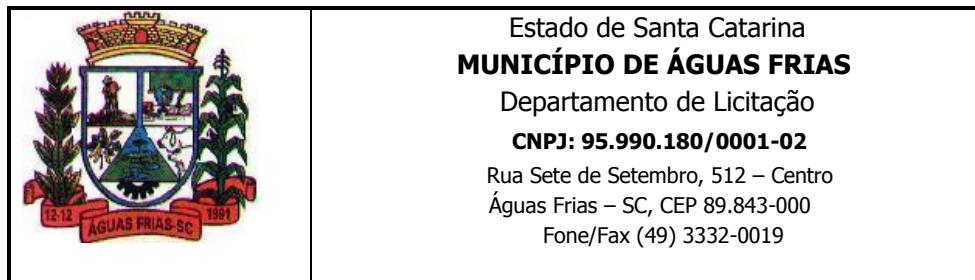 Estado de Santa Catarina
MUNICÍPIO DE ÁGUAS FRIAS
Departamento de Licitação
CNPJ: 95.990.180/0001-02
Rua Sete de Setembro, 512 – Centro
Águas Frias – SC, CEP 89.843-000
Fone/Fax (49) 3332-0019
12-12
ÁGUAS FRIAS-SC
1991